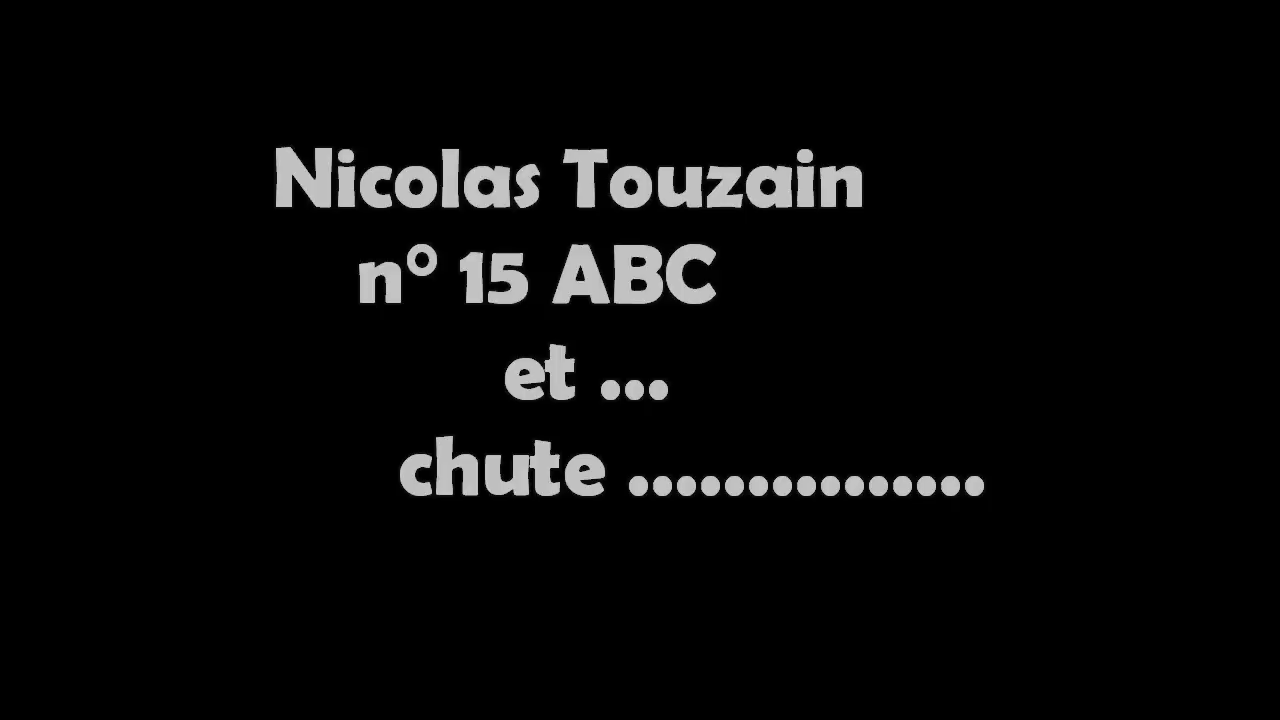 Nicolas Touzain
n° 15 ABC
et ...
chute ...............